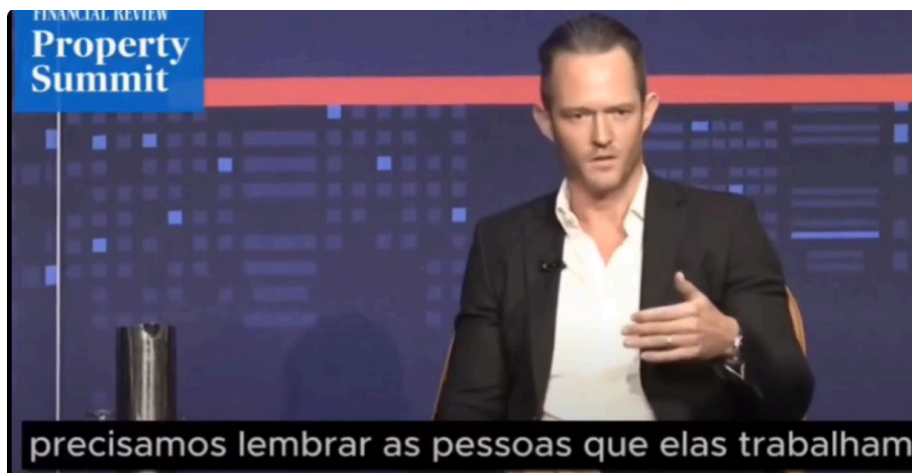 FINANCIAL REVIEW
Property
Summit
precisamos lembrar as pessoas que elas trabalham